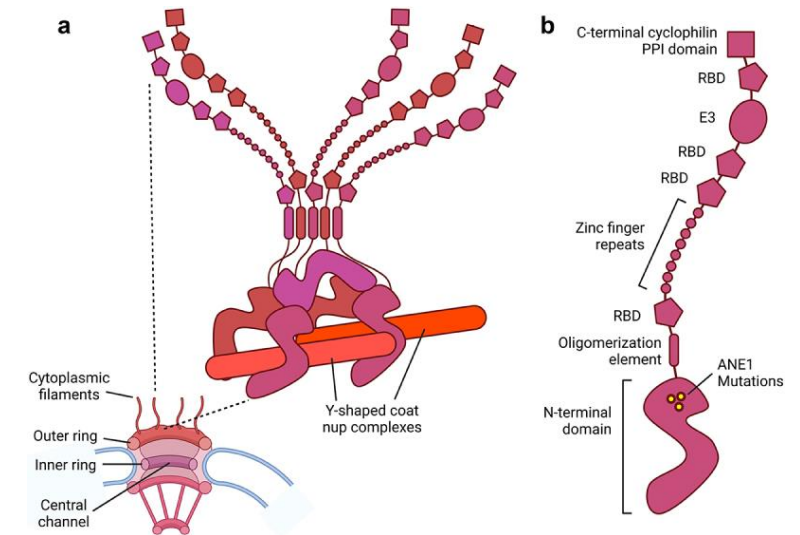 a
Cytoplasmic
filaments
Outer ring
Inner ring
Central
channel
Y-shaped coat
nup complexes
b
C-terminal cyclophilin
PPI domain
RBD
E3
RBD
RBD
Zinc finger
repeats
RBD
Oligomerization
element
ANE1
Mutations
N-terminal
domain